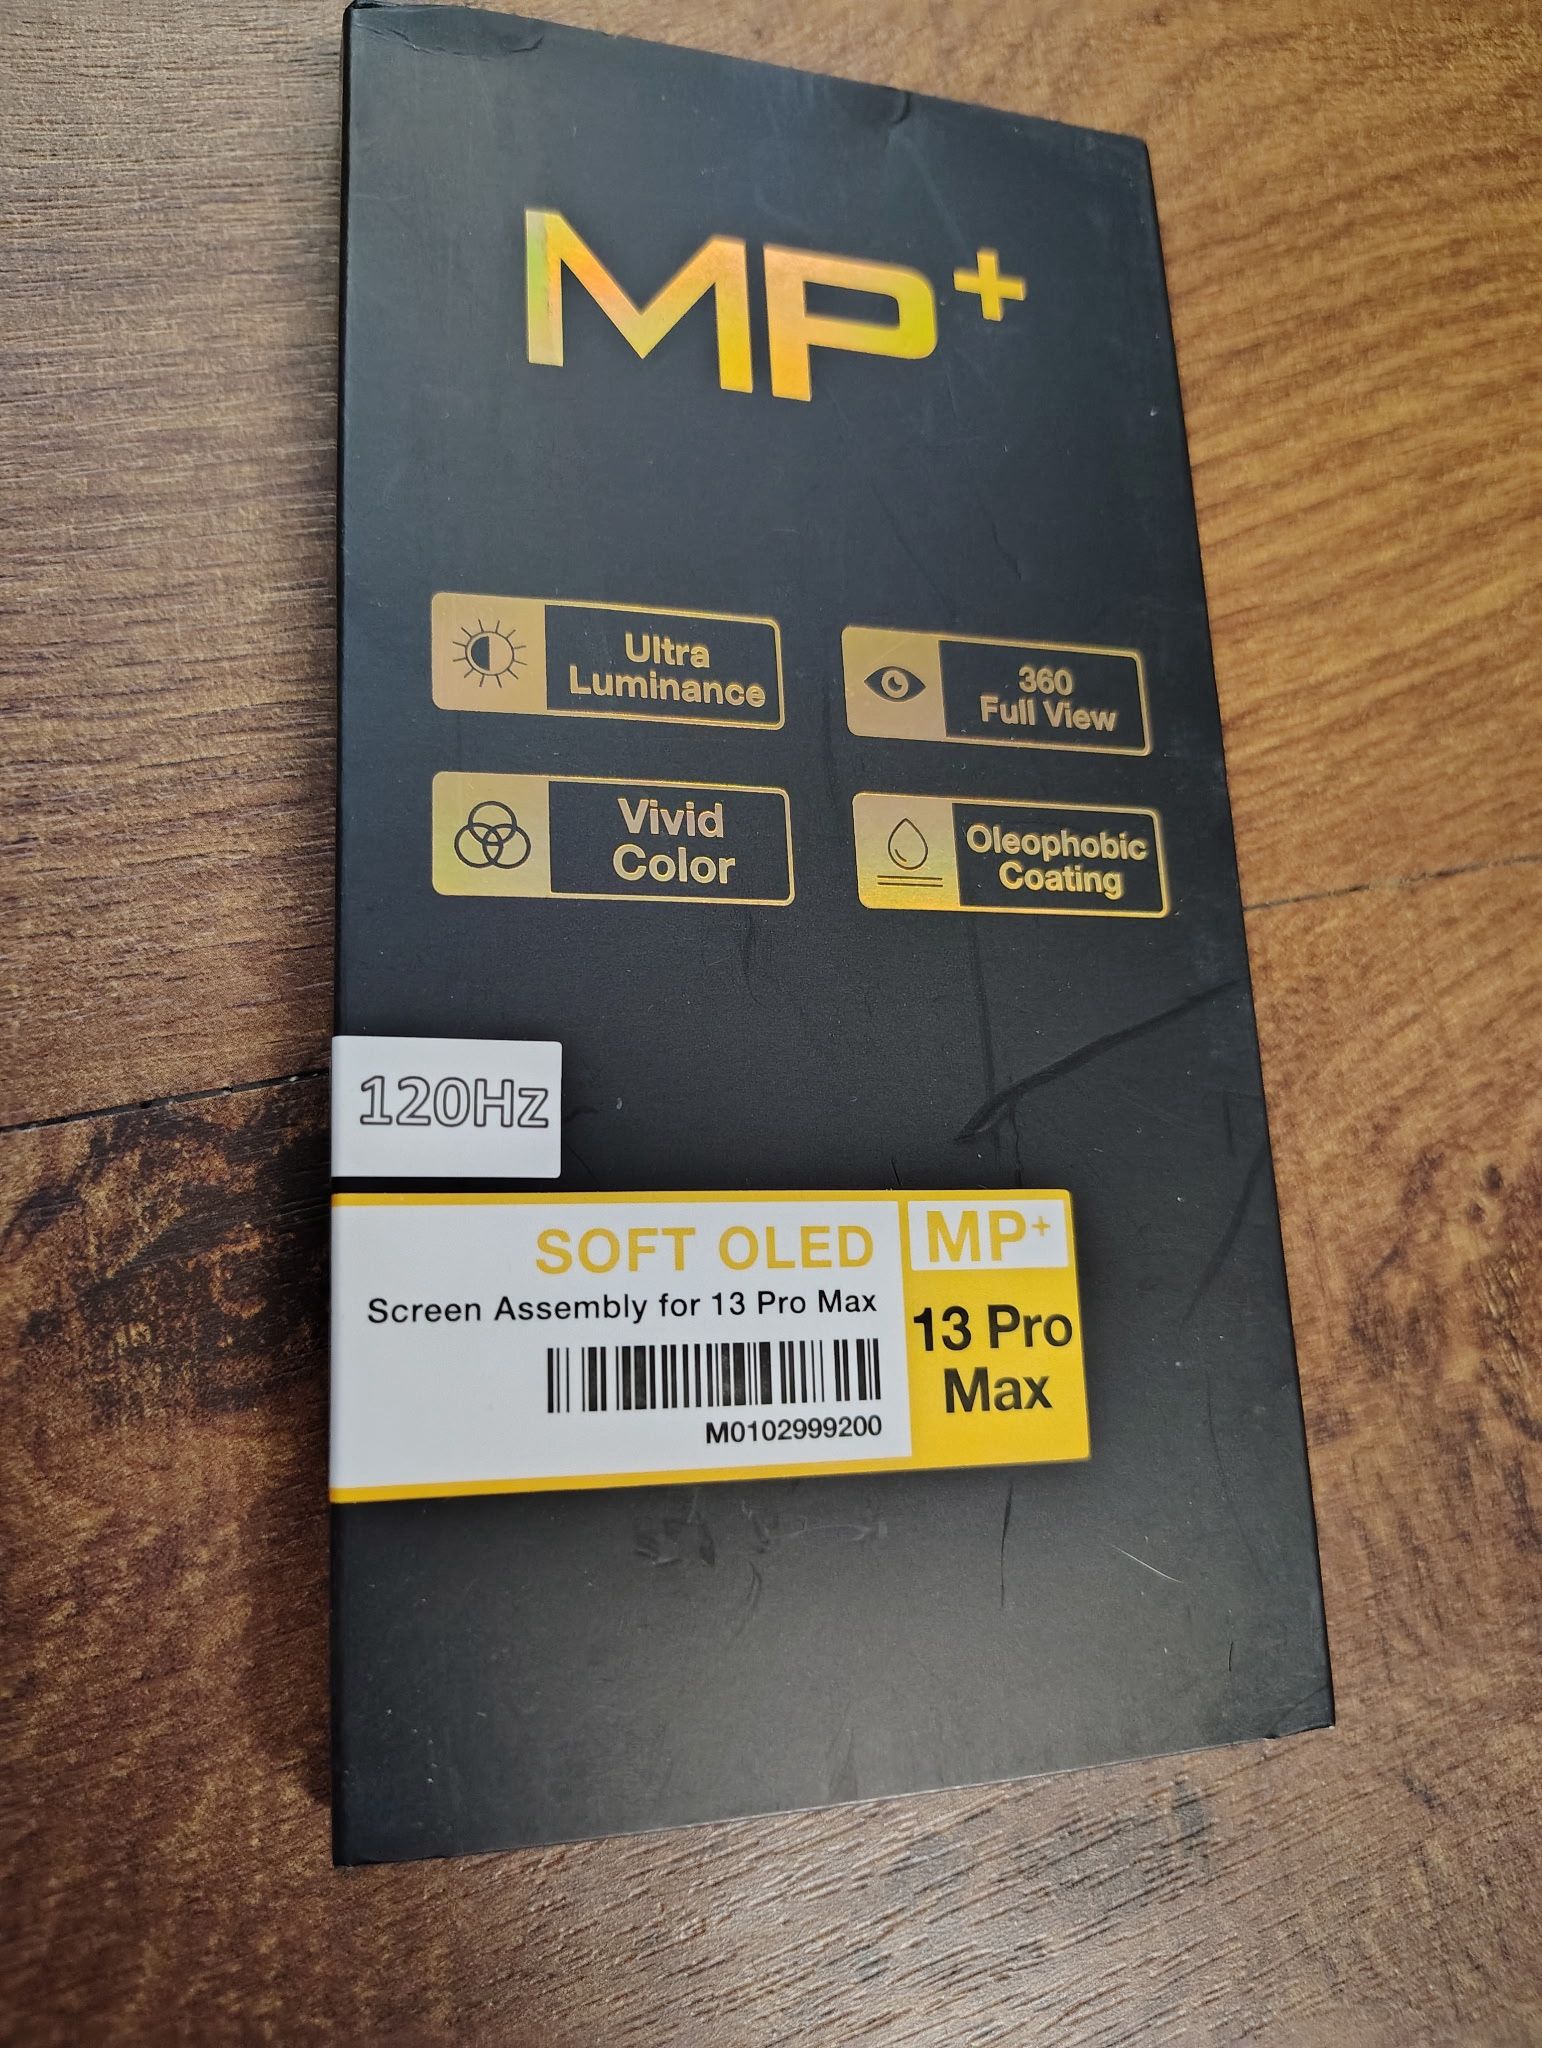 MP+
Ultra
Luminance
360
Full View
Vivid
Color
Oleophobic
Coating
120Hz
SOFT OLED
Screen Assembly for 13 Pro Max
M0102999200
MP+
13 Pro
Max